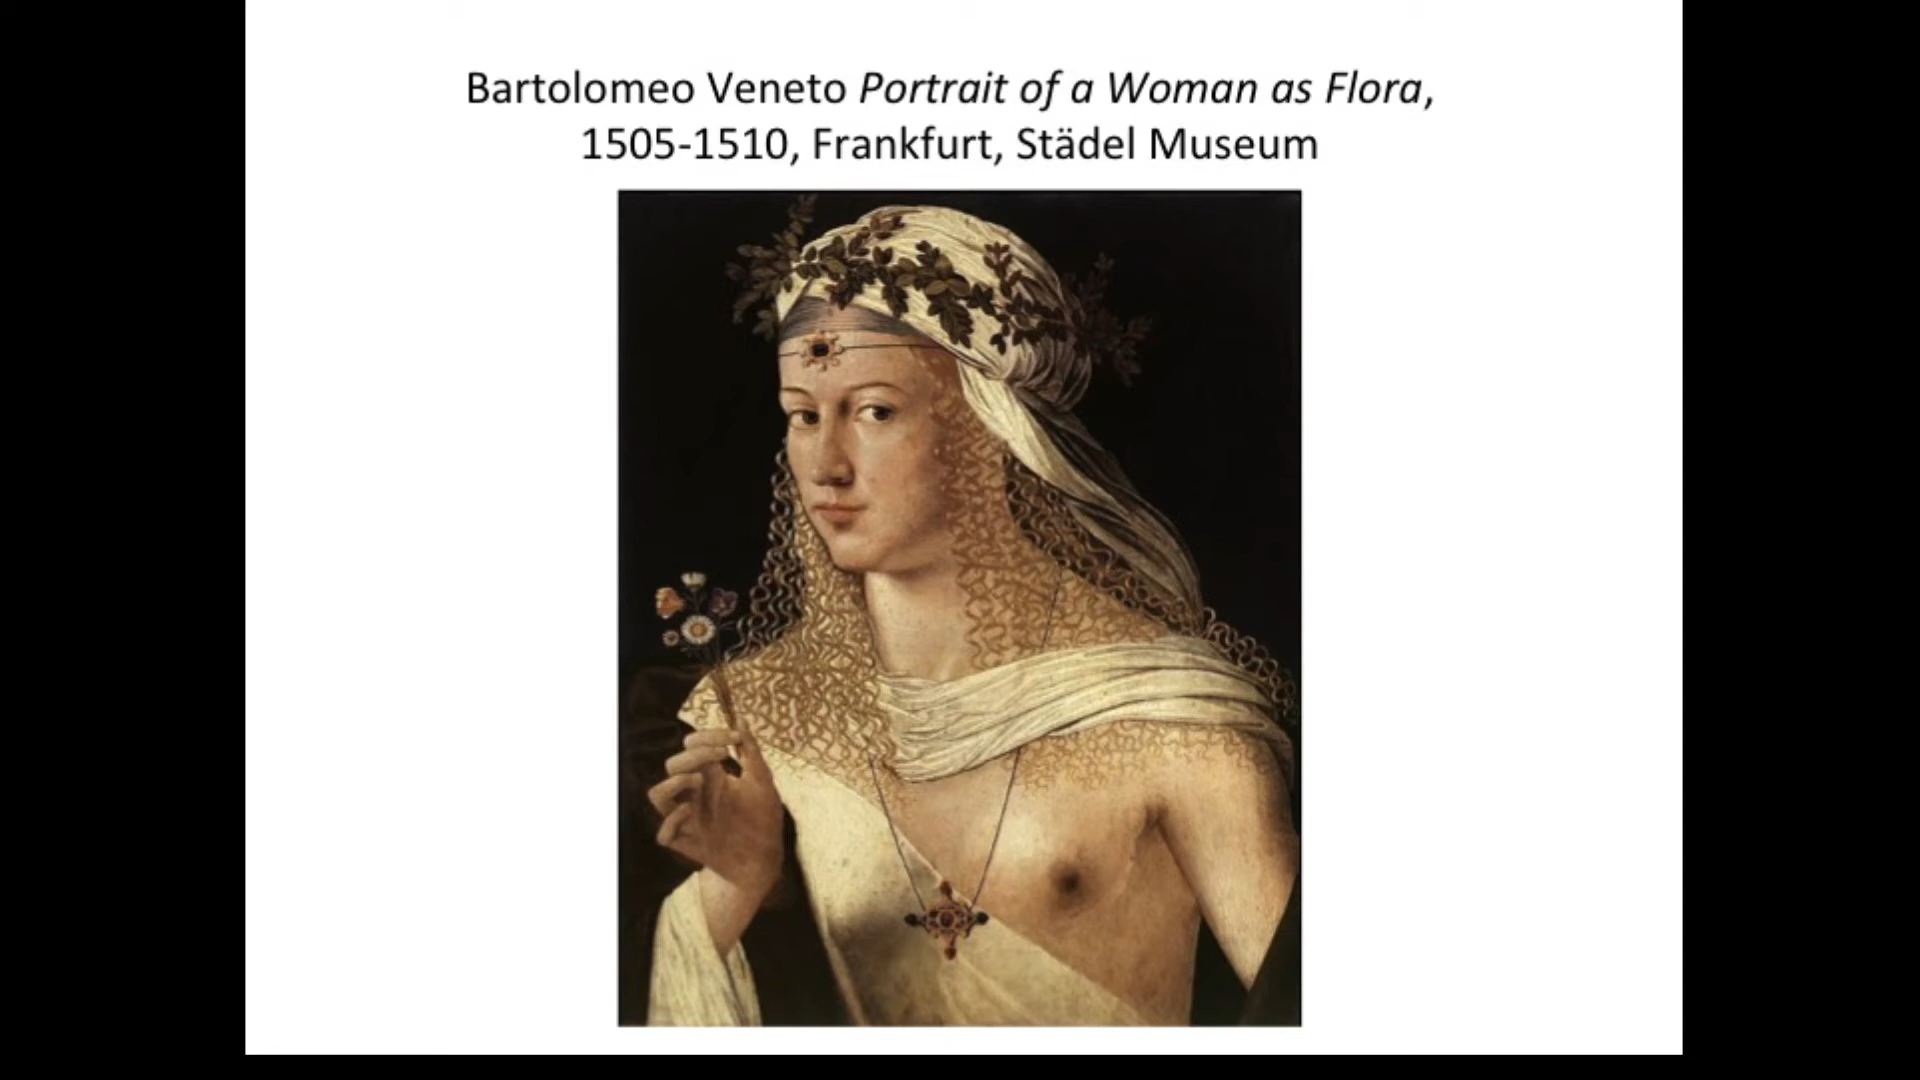 Bartolomeo Veneto Portrait of a Woman as Flora,
1505-1510, Frankfurt, Städel Museum